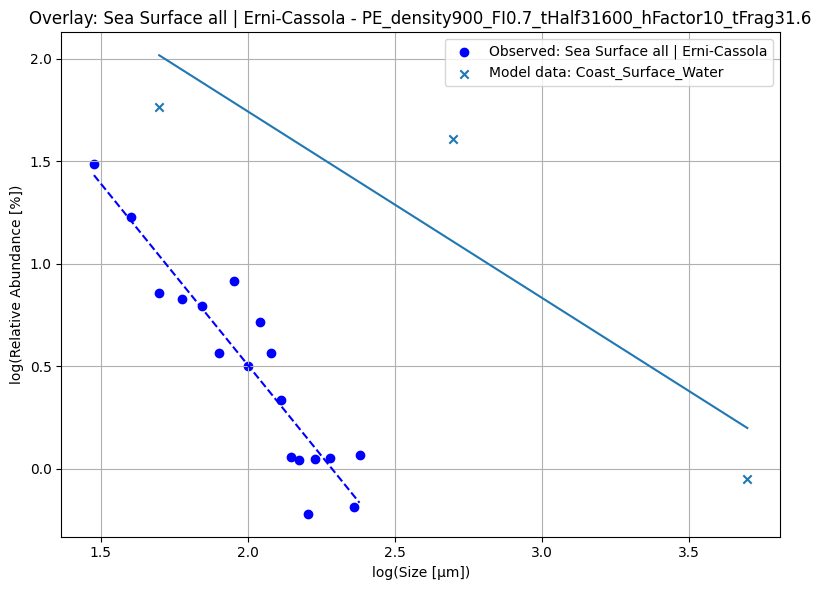 Overlay: Sea Surface all | Erni-Cassola - PE_density900_FI0.7_tHalf31600_hFactor10_tFrag31.6
Observed: Sea Surface all | Erni-Cassola
Model data: Coast_Surface_Water
log(Relative Abundance [%])
2.0
1.5
1.0
0.5
0.0
1.5 2.0 2.5 3.0 3.5
log(Size [μm])